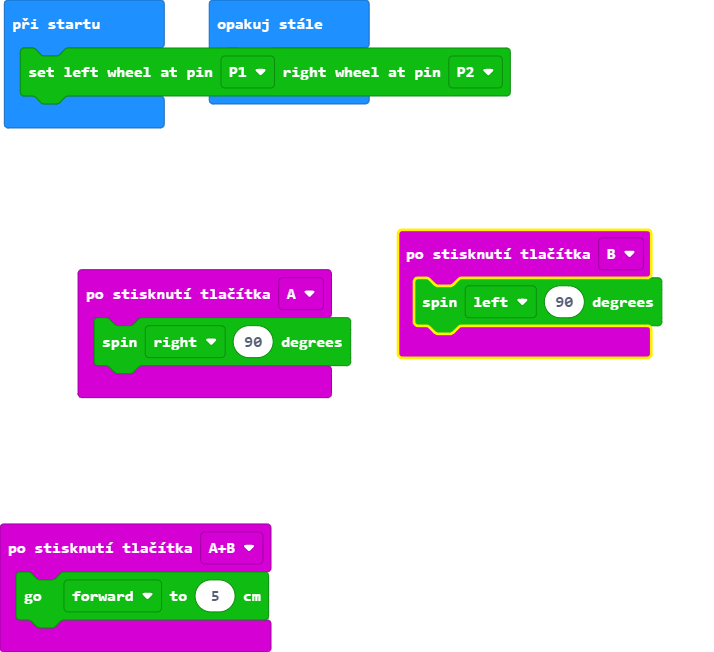 při startu
opakuj stále
set left wheel at pin P1 right wheel at pin P2
po stisknutí tlačítka B
spin left 90 degrees
po stisknutí tlačítka A
spin right 90 degrees
po stisknutí tlačítka A+B
go forward to 5 cm